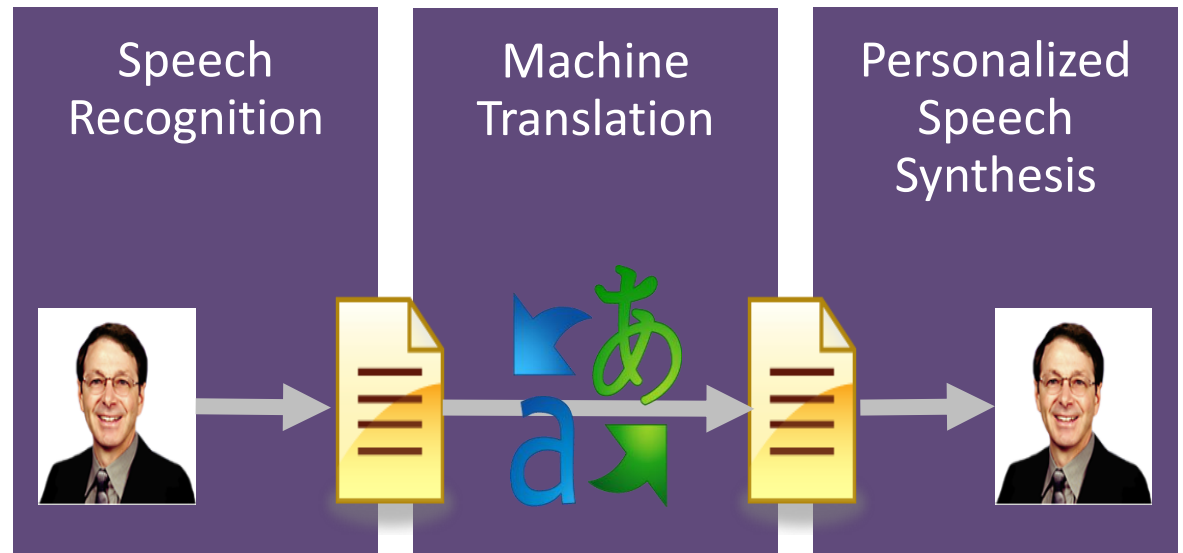 Speech
Recognition
Machine
Translation
Personalized
Speech
Synthesis
あ
a